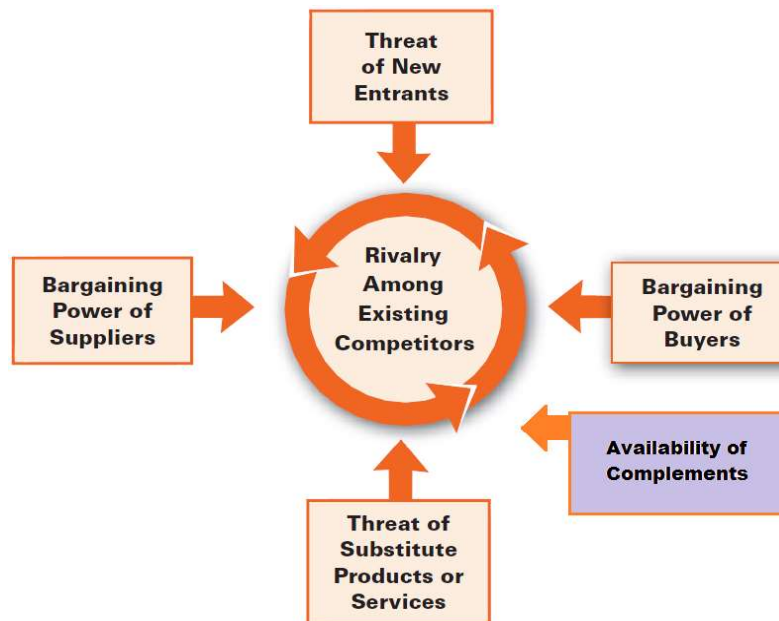 Threat
of New
Entrants
Bargaining
Power of
Suppliers
Rivalry
Among
Existing
Competitors
Bargaining
Power of
Buyers
Availability of
Complements
Threat of
Substitute
Products or
Services